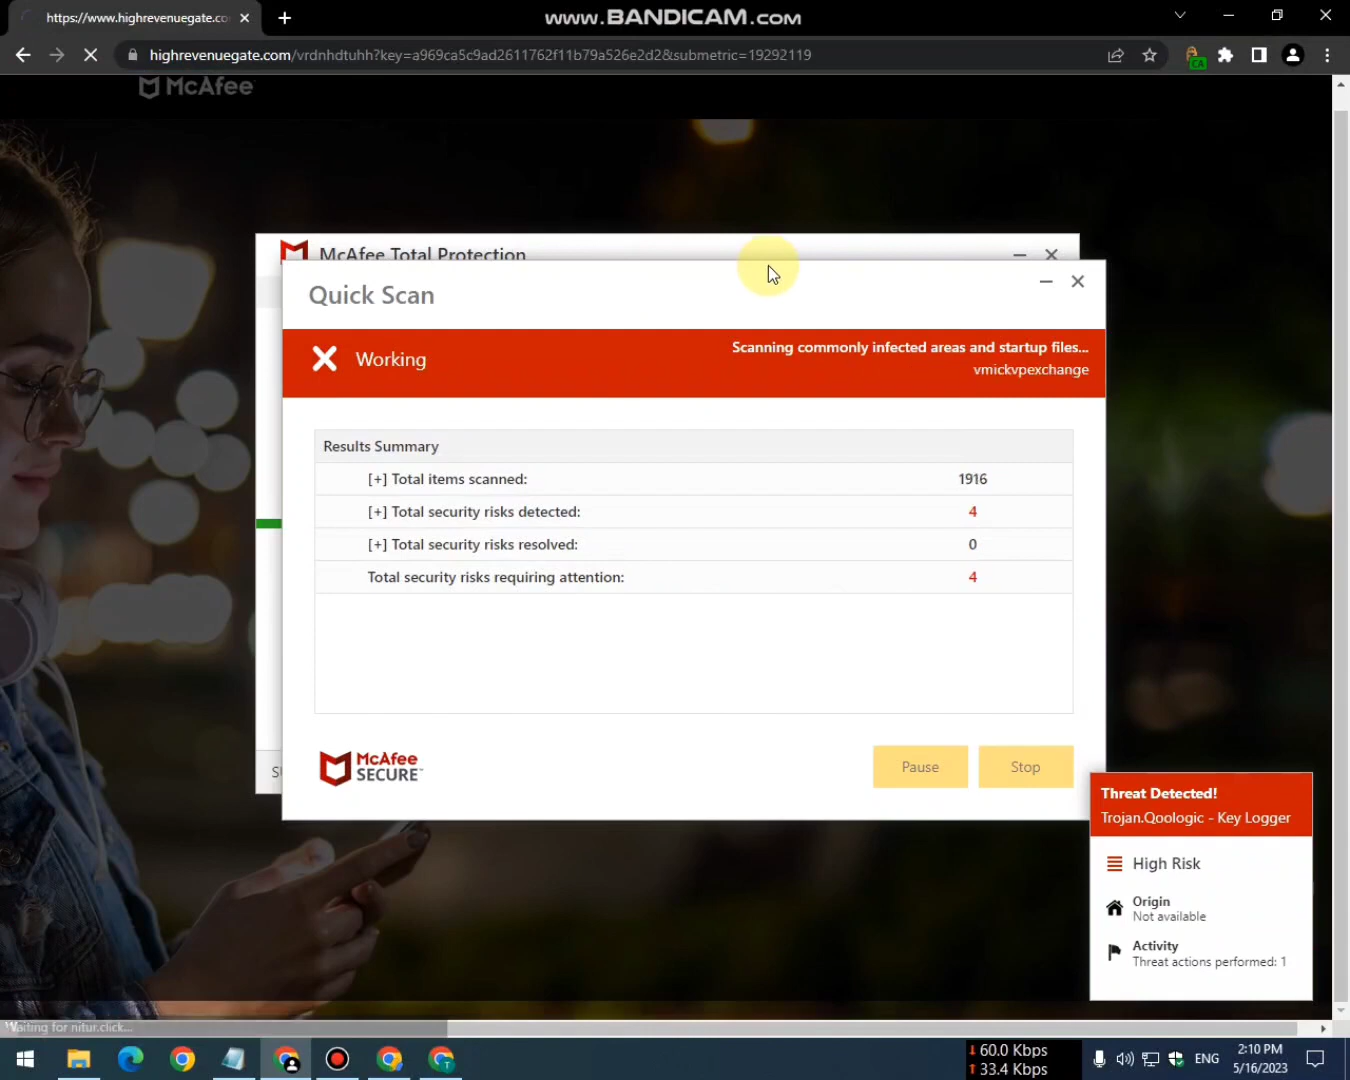 https://www.highrevenuegate.co
www.BANDICAM.com
highrevenuegate.com/vrdnhdtuhh?key=a969ca5c9ad2611762f11b79a526e2d2&submetric=19292119
CA
McAfee
McAfee Total Protection
Quick Scan
Working
Scanning commonly infected areas and startup files...
vmickvpexchange
Results Summary
[+] Total items scanned: 1916
[+] Total security risks detected: 4
[+] Total security risks resolved: 0
Total security risks requiring attention: 4
McAfee
SECURE™
Pause
Stop
Threat Detected!
Trojan.Qoologic - Key Logger
High Risk
Origin
Not available
Activity
Threat actions performed: 1
Waiting for nitur.click...
60.0 Kbps
33.4 Kbps
ENG
2:10 PM
5/16/2023